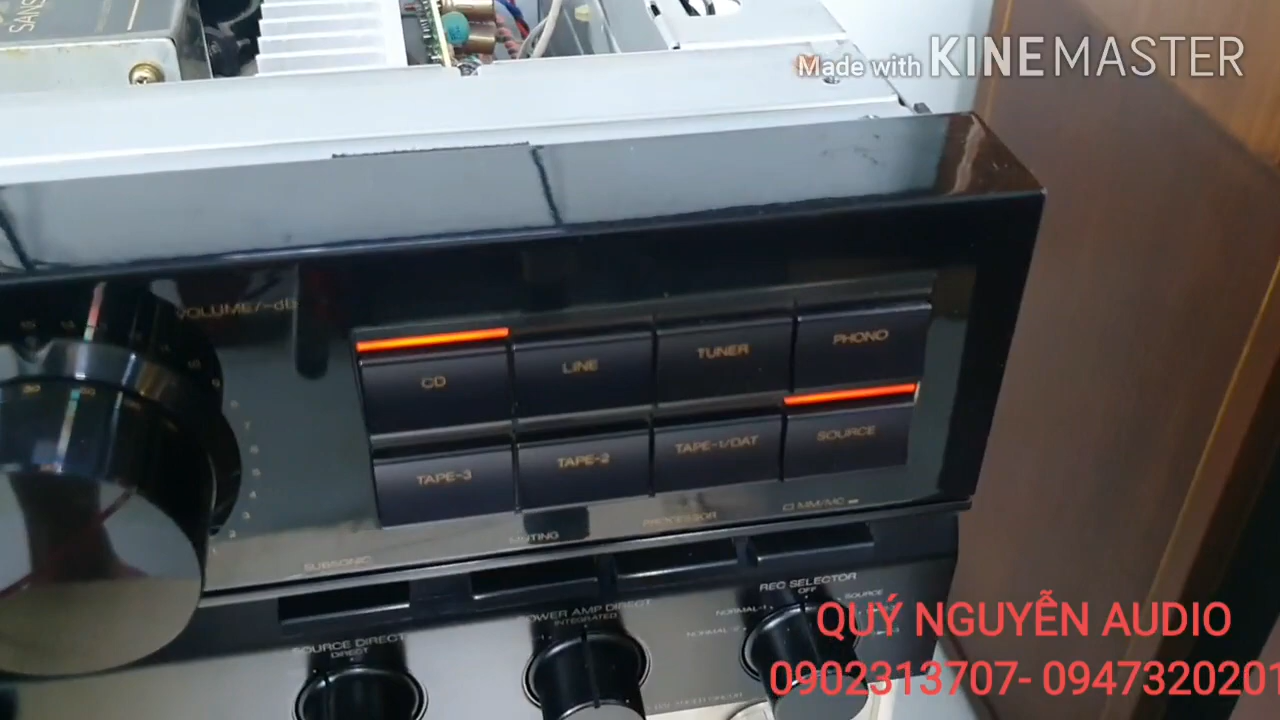 SANS
Made with KINEMASTER
VOLUME/-dB
CD
LINE
TUNER
PHONO
TAPE-3
TAPE-2
TAPE-1/DAT
SOURCE
SUBSONIC
MUTING
PROCESSOR
MM/MC
SOURCE DIRECT
DIRECT
POWER AMP DIRECT
INTEGRATED
REC SELECTOR
OFF
SOURCE
NORMAL-1
NORMAL-2
QUÝ NGUYỄN AUDIO
0902313707- 0947320201